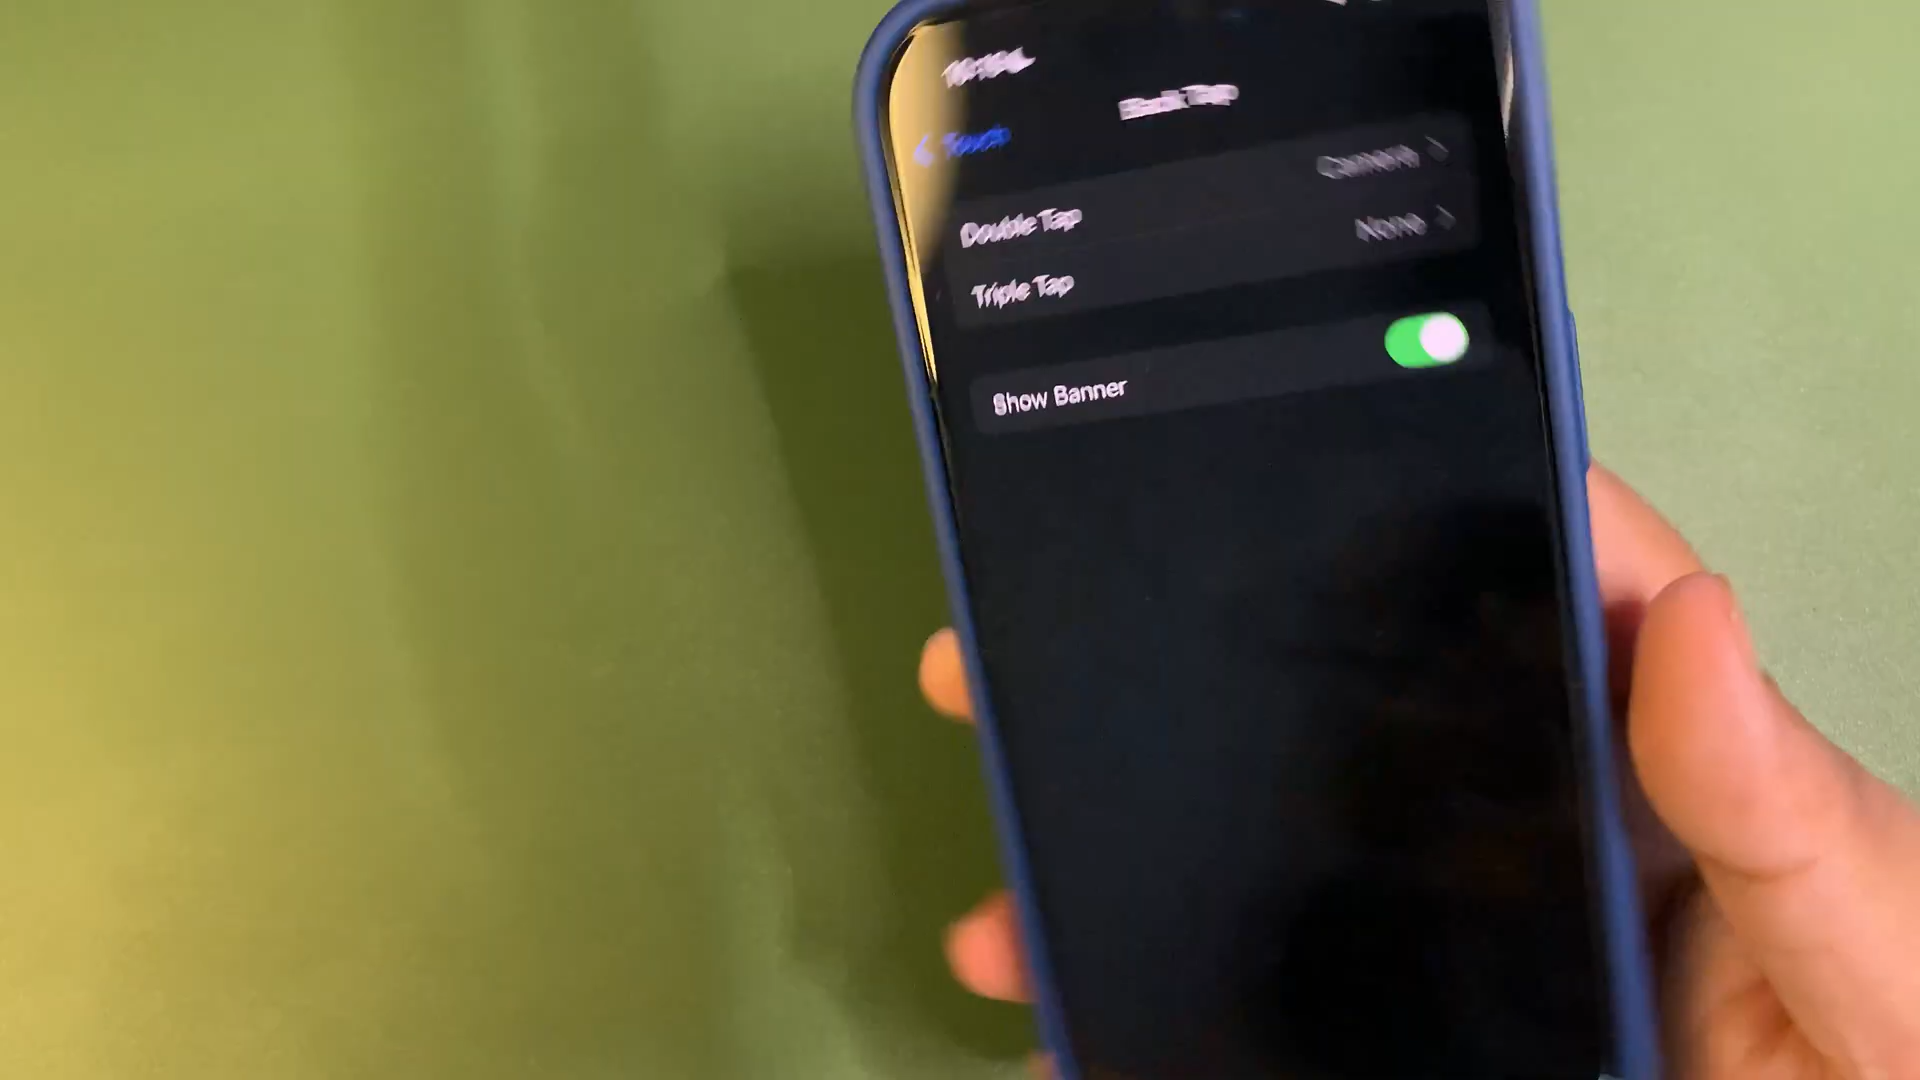 Back Tap
Touch
Double Tap Camera
Triple Tap None
Show Banner